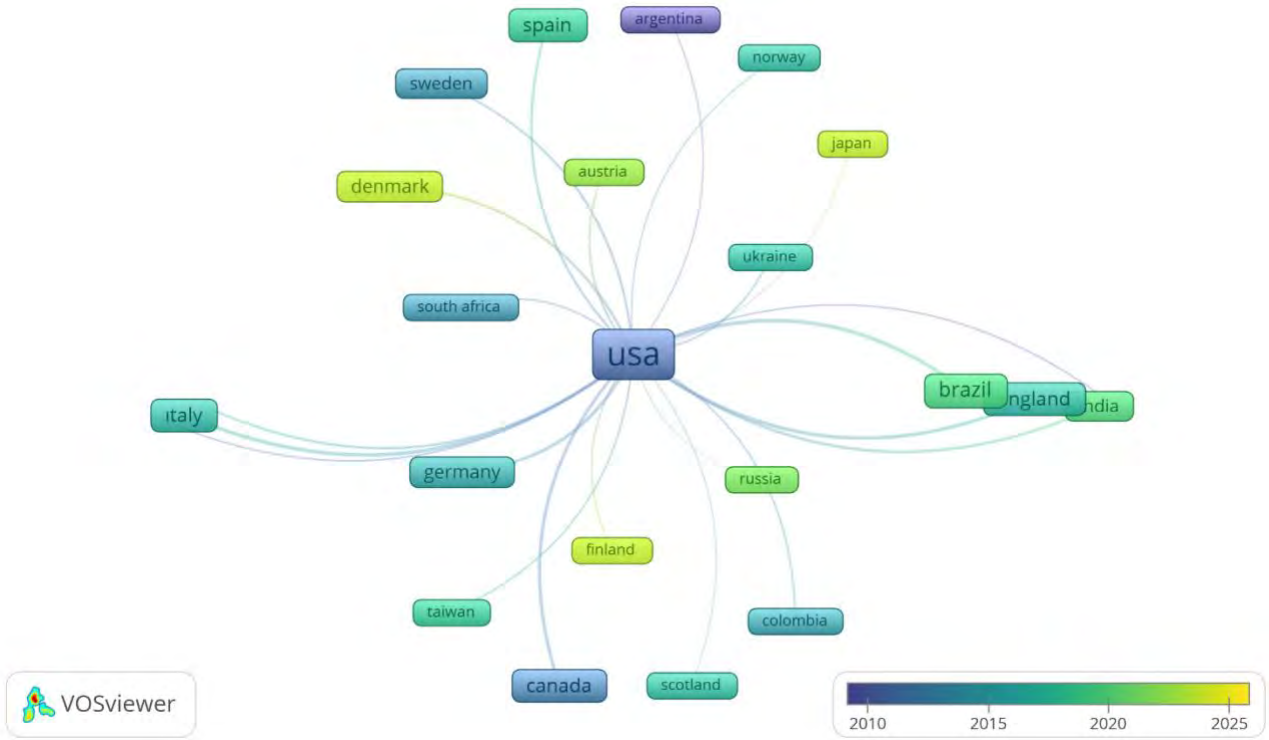 spain
argentina
norway
sweden
japan
austria
denmark
ukraine
south africa
usa
brazil
ngland
ndia
italy
germany
russia
finland
taiwan
colombia
canada
scotland
VOSviewer
2010 2015 2020 2025